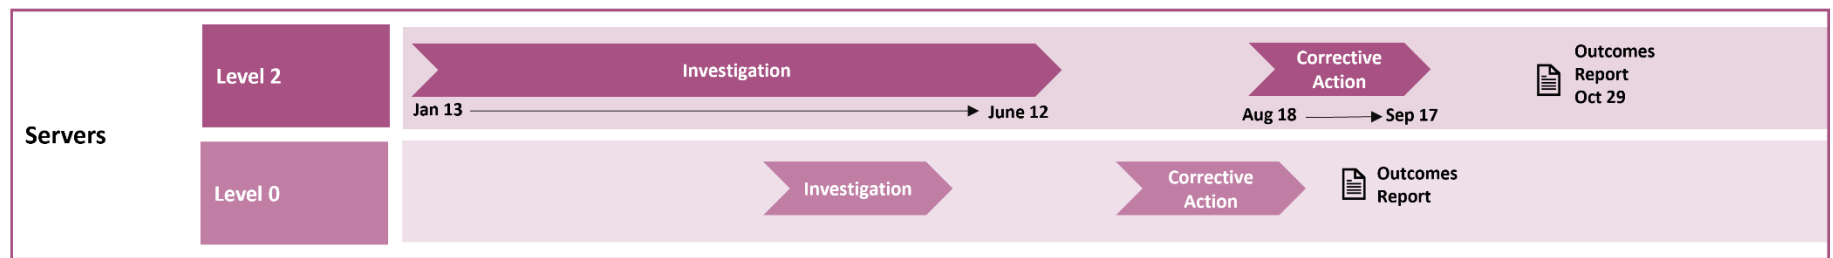 Servers
Level 2
Investigation
Jan 13
June 12
Corrective
Action
Aug 18
Sep 17
Outcomes
Report
Oct 29
Level 0
Investigation
Corrective
Action
Outcomes
Report